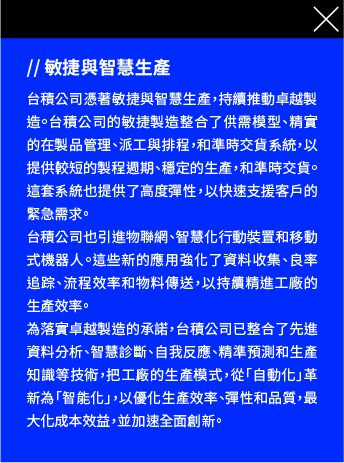 // 敏捷與智慧生產
台積公司憑著敏捷與智慧生產，持續推動卓越製
造。台積公司的敏捷製造整合了供需模型、精實
的在製品管理、派工與排程，和準時交貨系統，以
提供較短的製程週期、穩定的生產，和準時交貨。
這套系統也提供了高度彈性，以快速支援客戶的
緊急需求。
台積公司也引進物聯網、智慧化行動裝置和移動
式機器人。這些新的應用強化了資料收集、良率
追踪、流程效率和物料傳送，以持續精進工廠的
生產效率。
為落實卓越製造的承諾，台積公司已整合了先進
資料分析、智慧診斷、自我反應、精準預測和生產
知識等技術，把工廠的生產模式，從「自動化」革
新為「智能化」，以優化生產效率、彈性和品質，最
大化成本效益，並加速全面創新。